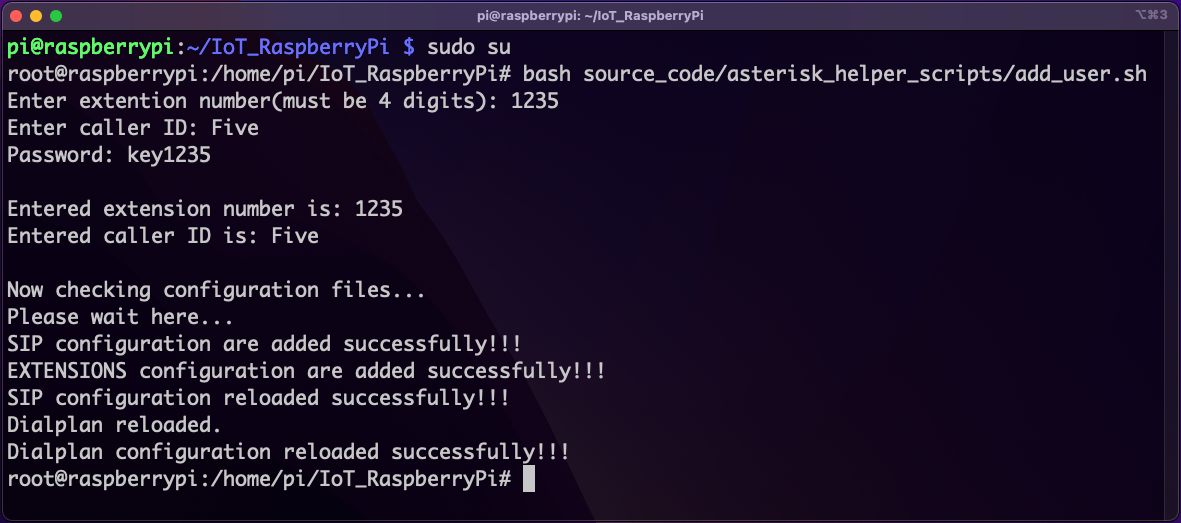 pi@raspberrypi: ~/IoT_RaspberryPi
⌥⌘3
pi@raspberrypi:~/IoT_RaspberryPi $ sudo su
root@raspberrypi:/home/pi/IoT_RaspberryPi# bash source_code/asterisk_helper_scripts/add_user.sh
Enter extention number(must be 4 digits): 1235
Enter caller ID: Five
Password: key1235

Entered extension number is: 1235
Entered caller ID is: Five

Now checking configuration files...
Please wait here...
SIP configuration are added successfully!!!
EXTENSIONS configuration are added successfully!!!
SIP configuration reloaded successfully!!!
Dialplan reloaded.
Dialplan configuration reloaded successfully!!!
root@raspberrypi:/home/pi/IoT_RaspberryPi#